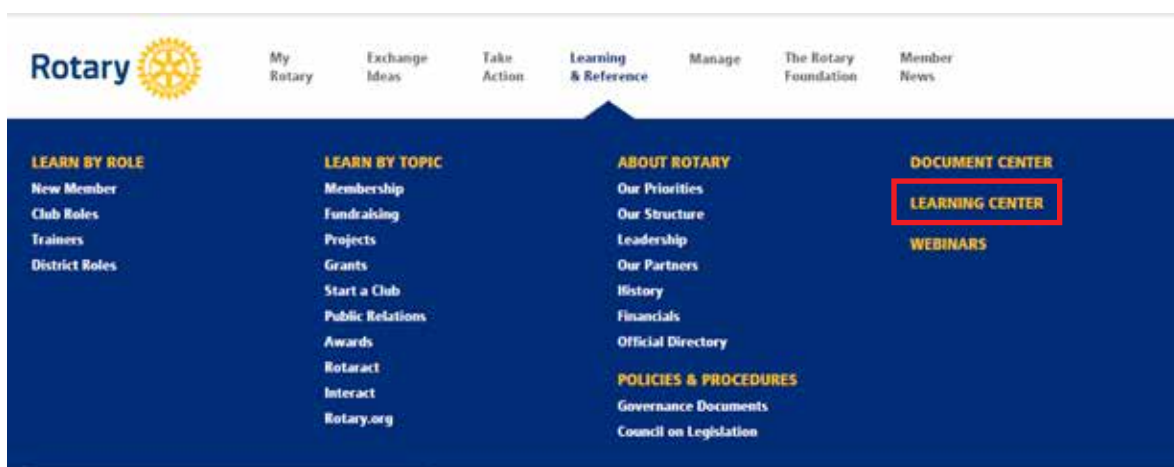 Rotary
My Rotary
Exchange Ideas
Take Action
Learning & Reference
Manage
The Rotary Foundation
Member News
LEARN BY ROLE
New Member
Club Roles
Trainers
District Roles
LEARN BY TOPIC
Membership
Fundraising
Projects
Grants
Start a Club
Public Relations
Awards
Rotaract
Interact
Rotary.org
ABOUT ROTARY
Our Priorities
Our Structure
Leadership
Our Partners
History
Financials
Official Directory
POLICIES & PROCEDURES
Governance Documents
Council on Legislation
DOCUMENT CENTER
LEARNING CENTER
WEBINARS